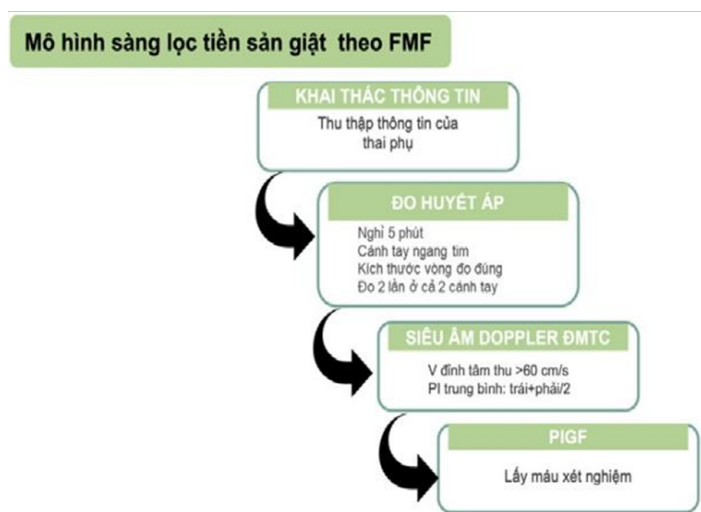 Mô hình sàng lọc tiền sản giật theo FMF
KHAI THÁC THÔNG TIN
Thu thập thông tin của
thai phụ
ĐO HUYẾT ÁP
Nghỉ 5 phút
Cánh tay ngang tim
Kích thước vòng đo đúng
Đo 2 lần ở cả 2 cánh tay
SIÊU ÂM DOPPLER ĐMTC
V đỉnh tâm thu >60 cm/s
PI trung bình: trái+phải/2
PIGF
Lấy máu xét nghiệm